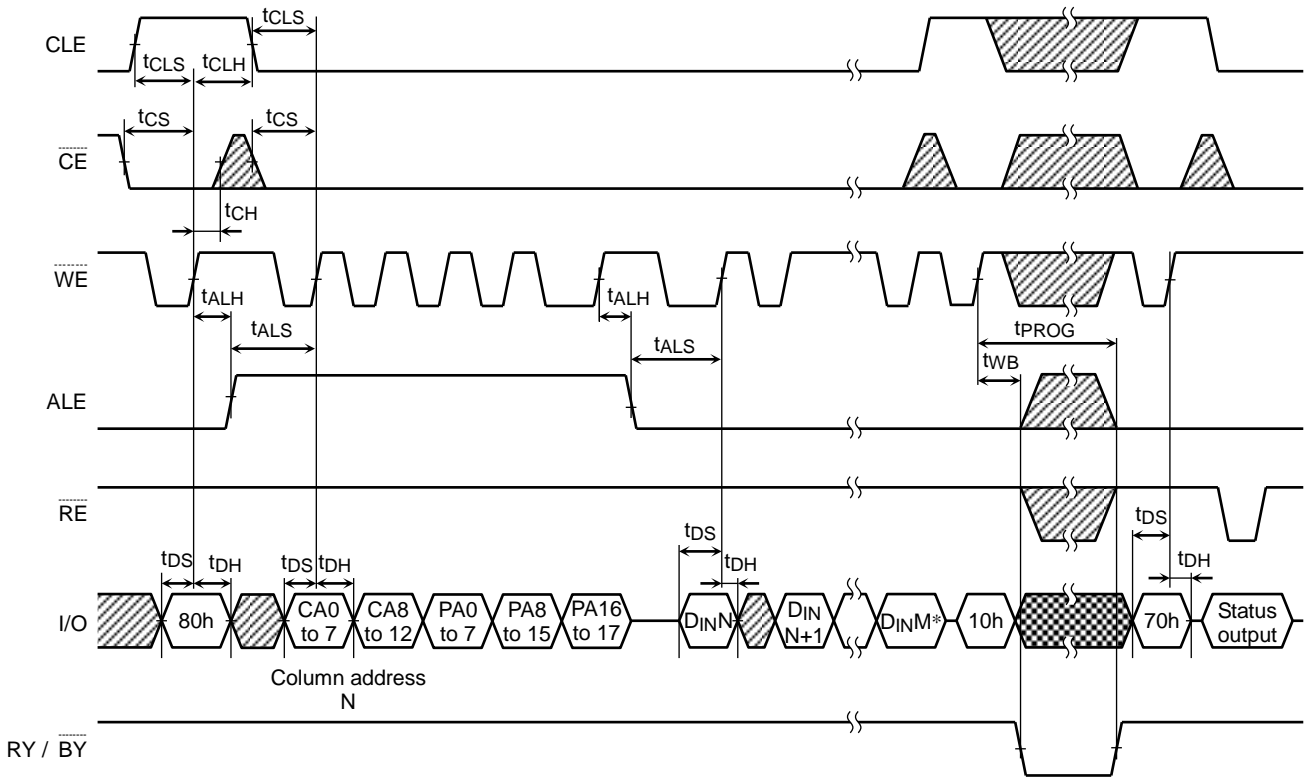 CLE
tCLS
tCLS tCLH
CE
tCS tCS
tCH
WE
tALH tALH
tALS tALS
tPROG
tWB
ALE
RE
tDS tDH tDS tDH tDS tDH tDS tDH
I/O
80h
CA0
to 7
CA8
to 12
PA0
to 7
PA8
to 15
PA16
to 17
DINN
DIN
N+1
DINM*
10h
70h
Status
output
Column address
N
RY / BY